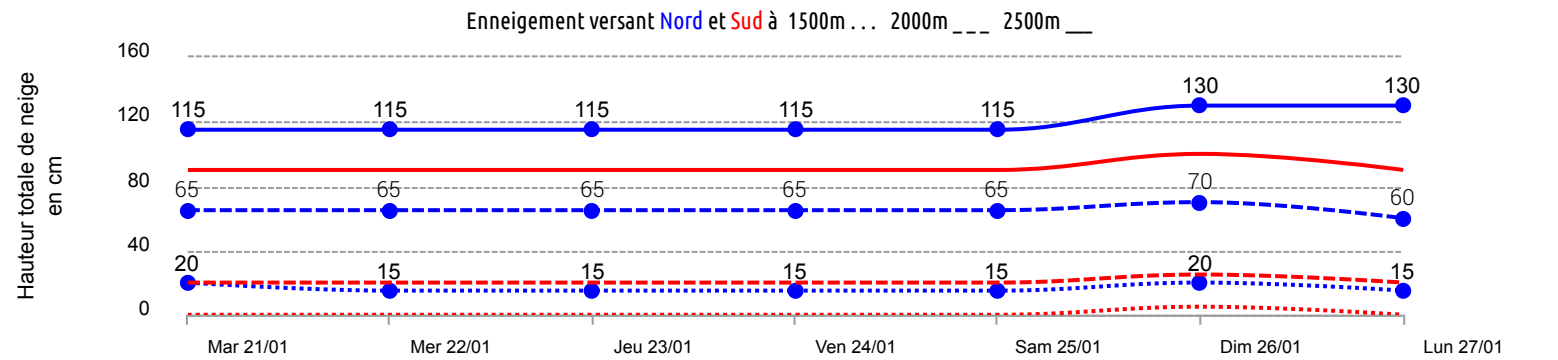 Enneigement versant Nord et Sud à 1500m . . . 2000m _ _ _ 2500m __
Hauteur totale de neige
en cm
160
120
80
40
0
115 115 115 115 115 130 130
65 65 65 65 65 70 60
20 15 15 15 15 20 15
Mar 21/01 Mer 22/01 Jeu 23/01 Ven 24/01 Sam 25/01 Dim 26/01 Lun 27/01